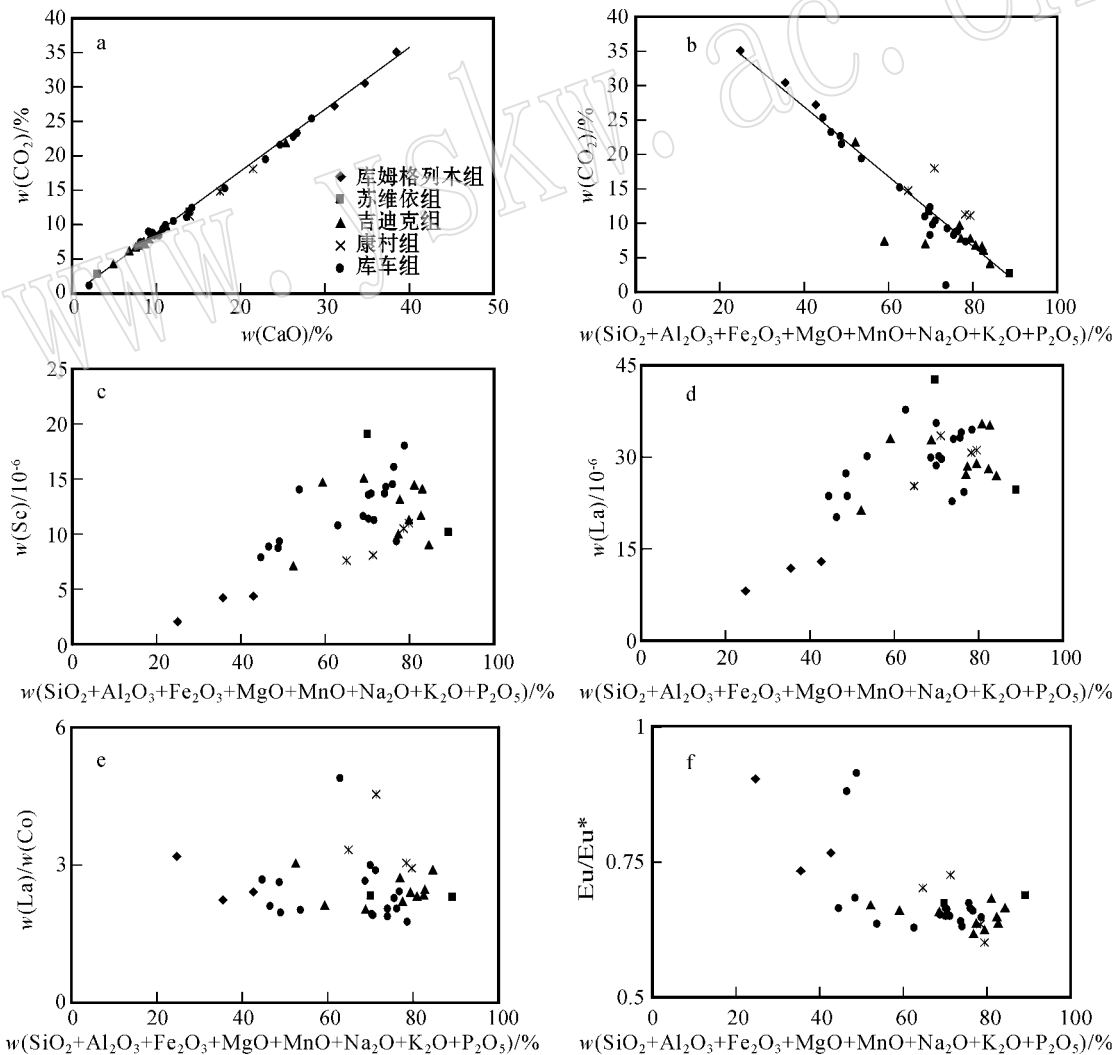 40
35
30
25
20
15
10
5
0
w(CO₂)/%
a
库姆格列木组
苏维依组
吉迪克组
康村组
库车组
0 10 20 30 40 50
w(CaO)/%
40
35
30
25
20
15
10
5
0
w(CO₂)/%
b
0 20 40 60 80 100
w(SiO₂+Al₂O₃+Fe₂O₃+MgO+MnO+Na₂O+K₂O+P₂O₅)/%
25
20
15
10
5
0
w(Sc)/10⁻⁶
c
0 20 40 60 80 100
w(SiO₂+Al₂O₃+Fe₂O₃+MgO+MnO+Na₂O+K₂O+P₂O₅)/%
45
30
15
0
w(La)/10⁻⁶
d
0 20 40 60 80 100
w(SiO₂+Al₂O₃+Fe₂O₃+MgO+MnO+Na₂O+K₂O+P₂O₅)/%
6
3
0
w(La)/w(Co)
e
0 20 40 60 80 100
w(SiO₂+Al₂O₃+Fe₂O₃+MgO+MnO+Na₂O+K₂O+P₂O₅)/%
1
0.75
0.5
Eu/Eu*
f
0 20 40 60 80 100
w(SiO₂+Al₂O₃+Fe₂O₃+MgO+MnO+Na₂O+K₂O+P₂O₅)/%
www.yskw.ac.